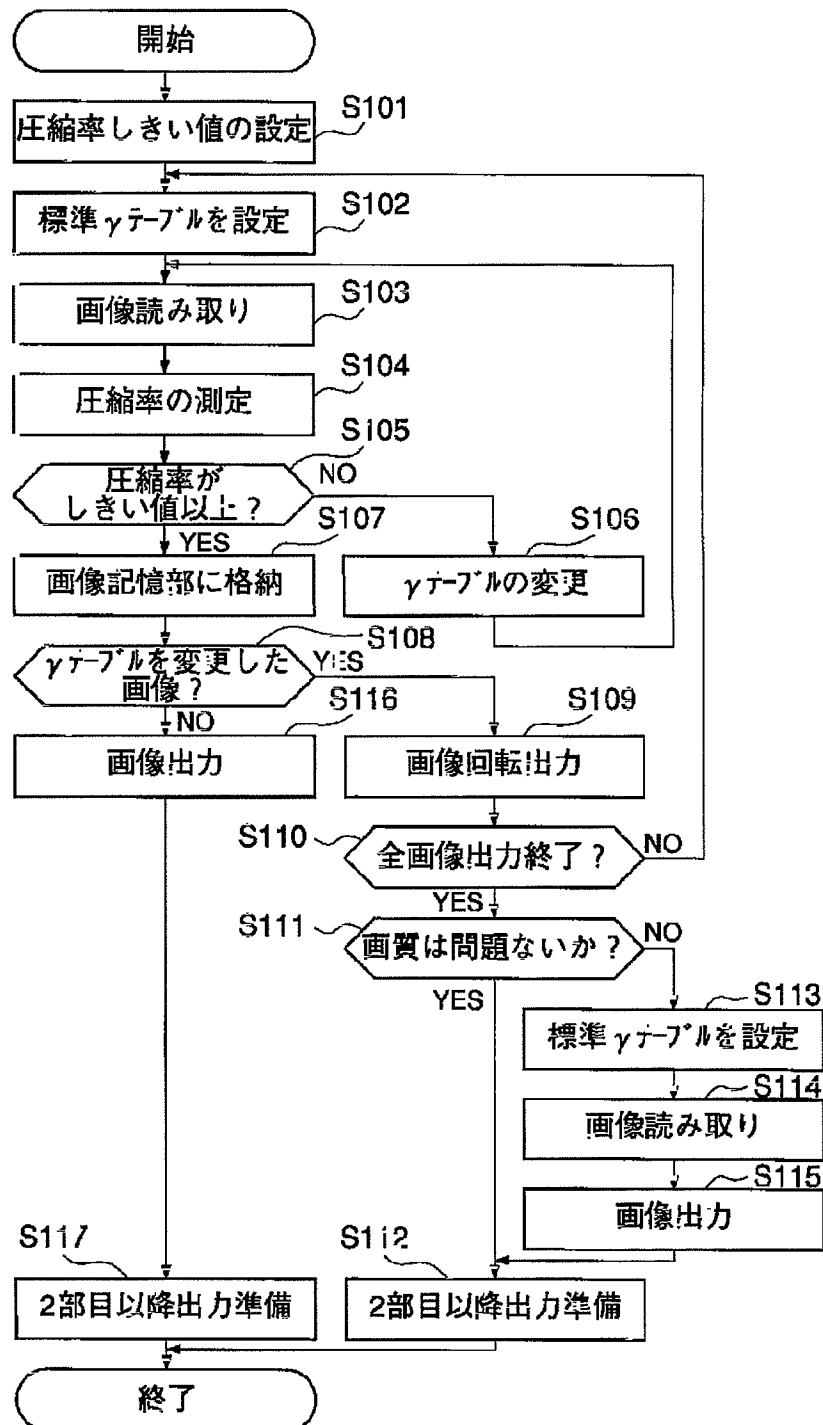 開始
S101
圧縮率しきい値の設定
S102
標準γテーブルを設定
S103
画像読み取り
S104
圧縮率の測定
S105
圧縮率が
しきい値以上?
NO
YES
S106
γテーブルの変更
S107
画像記憶部に格納
S108
γテーブルを変更した
画像?
YES
NO
S116
画像出力
S109
画像回転出力
S110
全画像出力終了?
NO
YES
S111
画質は問題ないか?
NO
YES
S113
標準γテーブルを設定
S114
画像読み取り
S115
画像出力
S117
2部目以降出力準備
S112
2部目以降出力準備
終了